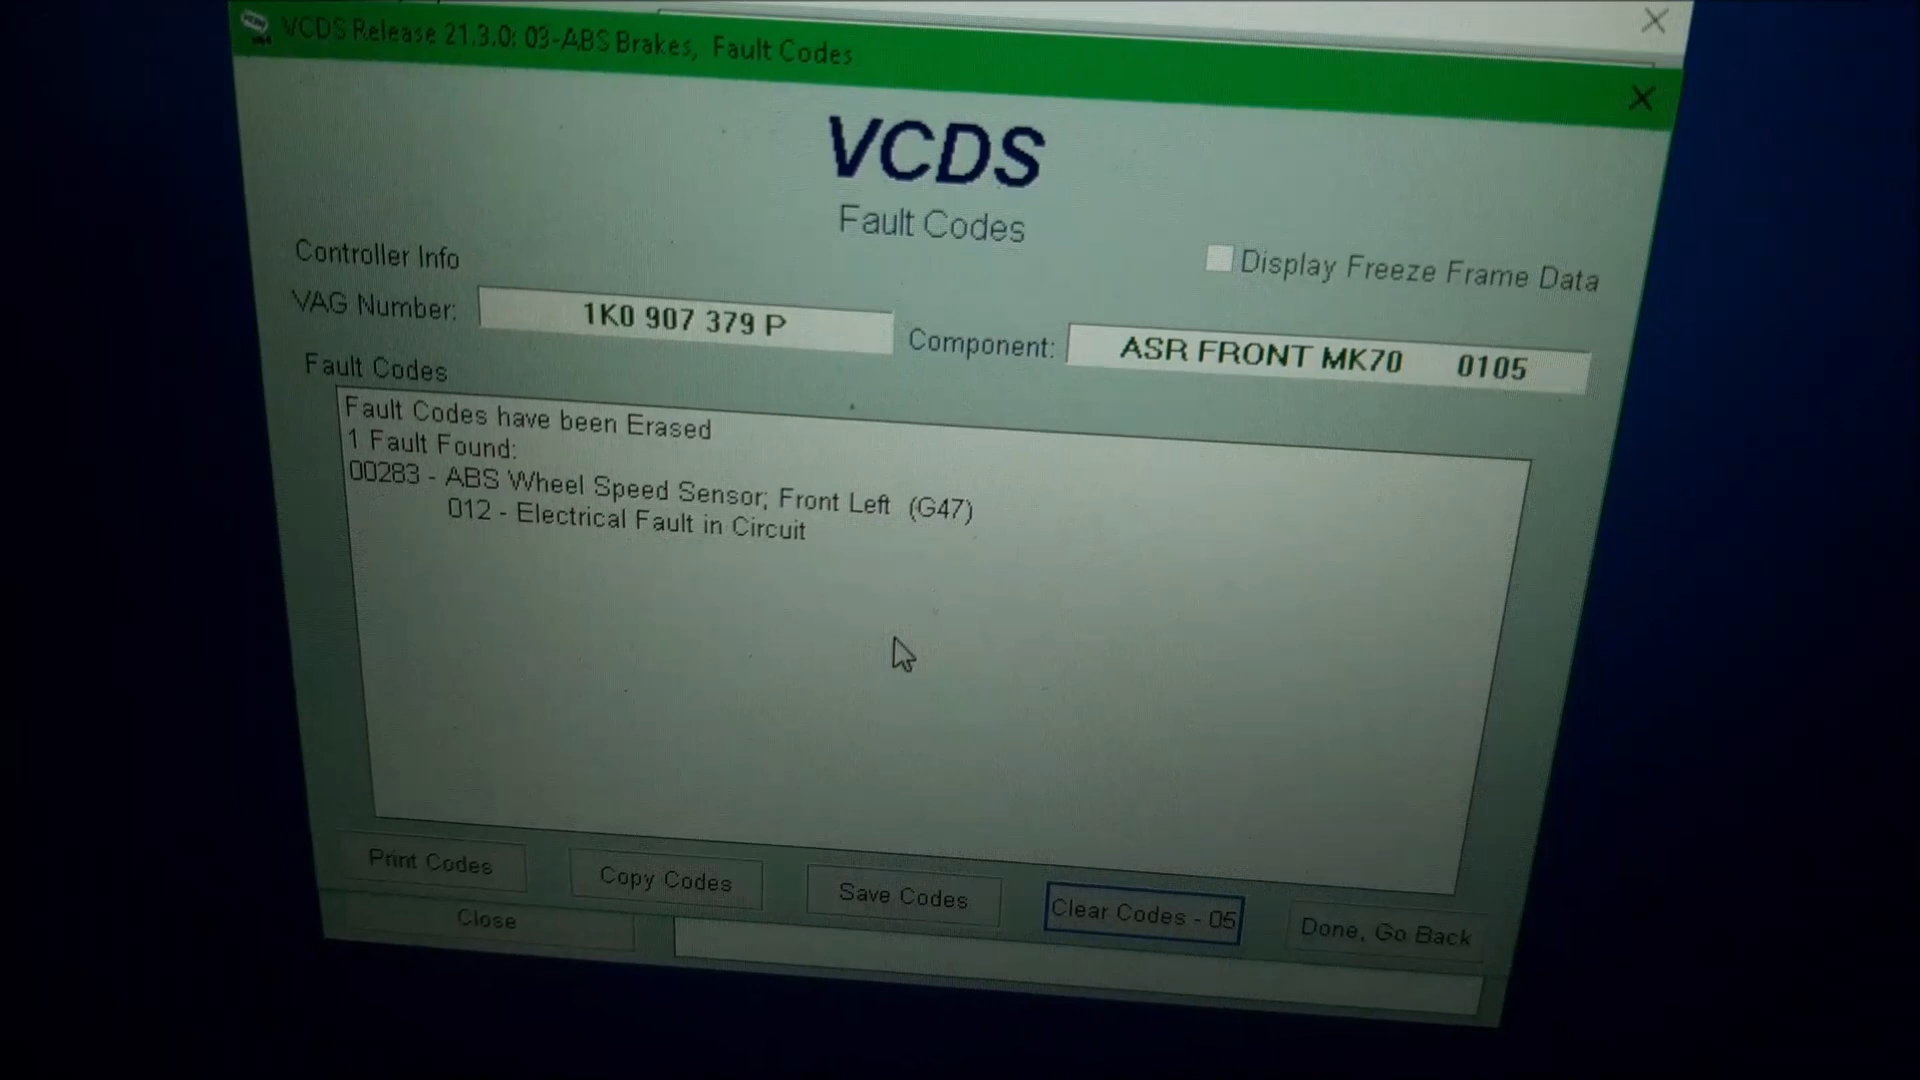 VCDS Release 21.3.0: 03-ABS Brakes, Fault Codes
VCDS
Fault Codes
Controller Info
Display Freeze Frame Data
VAG Number: 1K0 907 379 P
Component: ASR FRONT MK70 0105
Fault Codes
Fault Codes have been Erased
1 Fault Found:
00283 - ABS Wheel Speed Sensor; Front Left (G47)
012 - Electrical Fault in Circuit
Print Codes
Copy Codes
Save Codes
Clear Codes - 05
Done, Go Back
Close